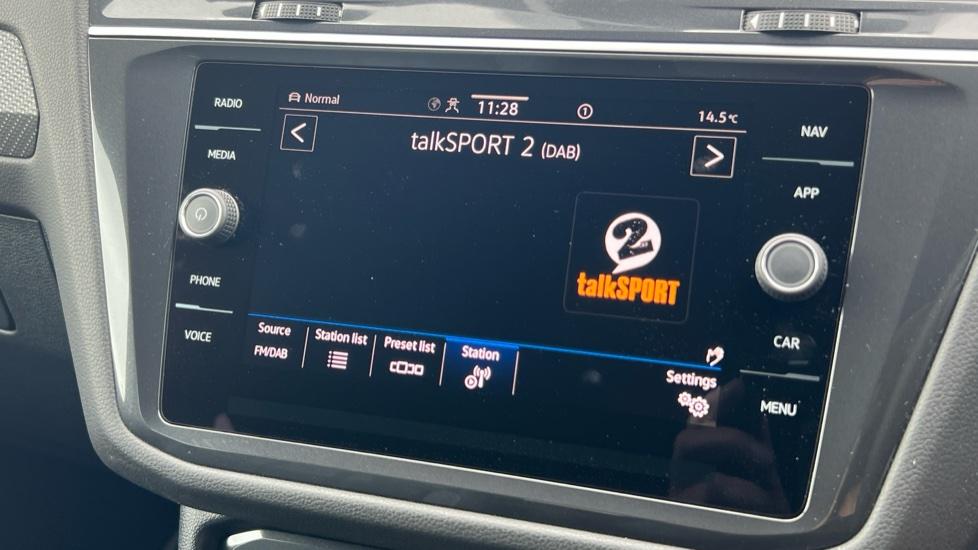 RADIO
MEDIA
PHONE
VOICE
Normal
11:28
1
14.5°C
talkSPORT 2 (DAB)
2
talkSPORT
Source
FM/DAB
Station list
Preset list
Station
Settings
NAV
APP
CAR
MENU